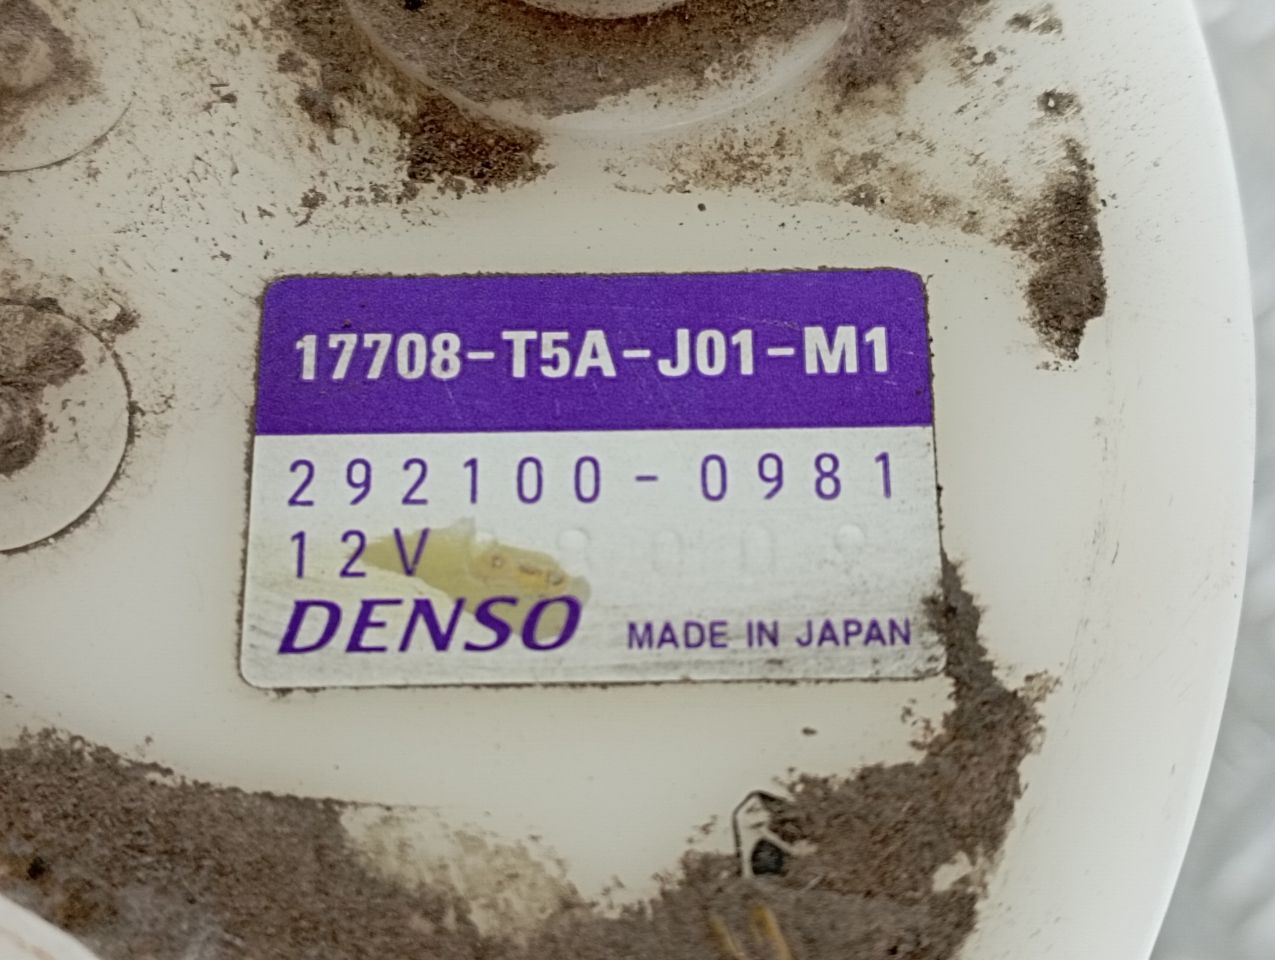 17708-T5A-J01-M1
292100-0981
12V
DENSO MADE IN JAPAN